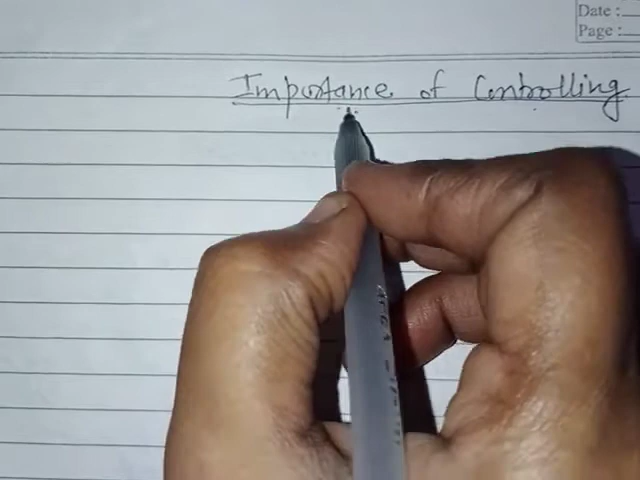 Date :
Page :
Importance of Controlling